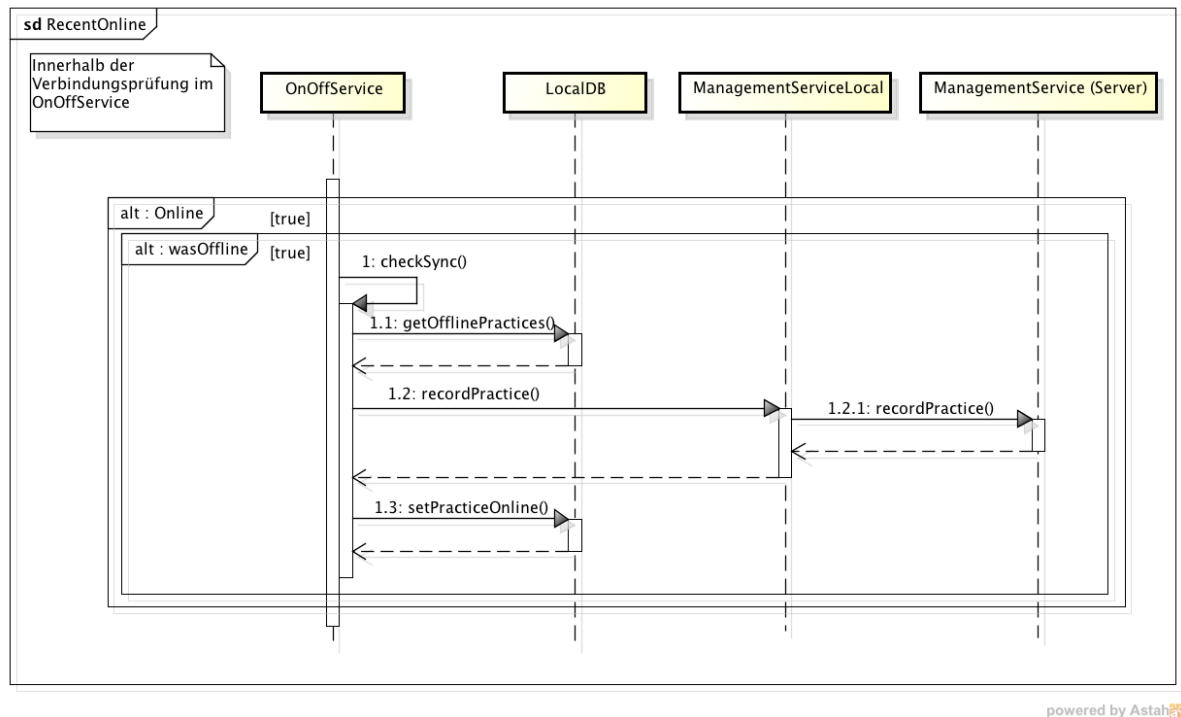 sd RecentOnline
Innerhalb der
Verbindungsprüfung im
OnOffService
OnOffService
LocalDB
ManagementServiceLocal
ManagementService (Server)
alt : Online
[true]
alt : wasOffline
[true]
1: checkSync()
1.1: getOfflinePractices()
1.2: recordPractice()
1.2.1: recordPractice()
1.3: setPracticeOnline()
powered by Astah